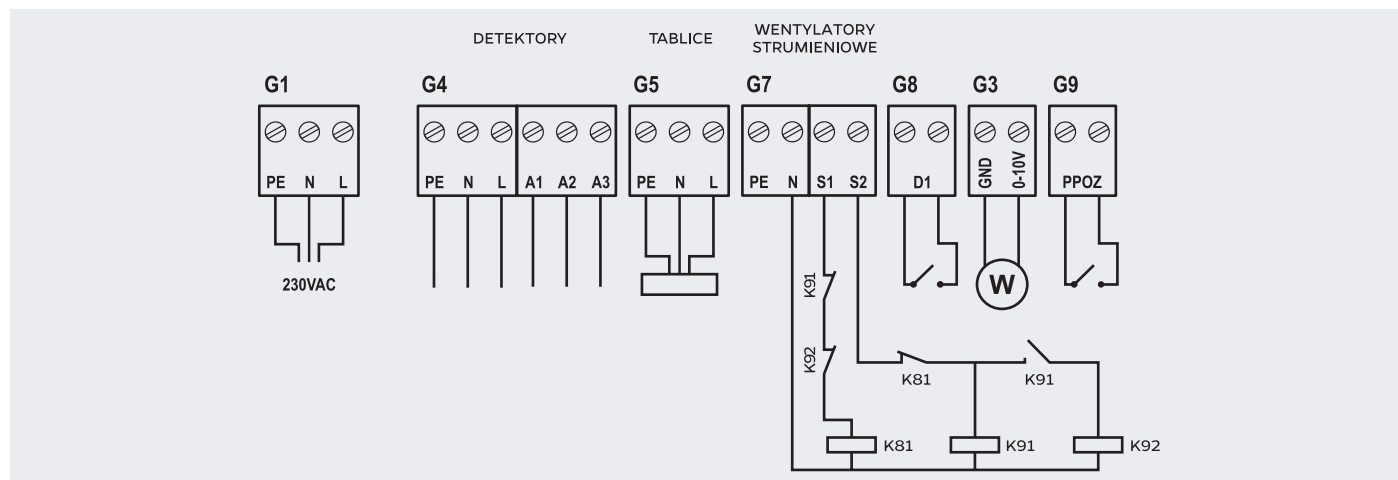 DETEKTORY
TABLICE
WENTYLATORY
STRUMIENIOWE
G1
G4
G5
G7
G8
G3
G9
PE N L
PE N L A1 A2 A3
PE N L
PE N S1 S2
D1
GND
0-10V
PPOZ
230VAC
W
K91
K92
K81
K91
K81
K91
K92